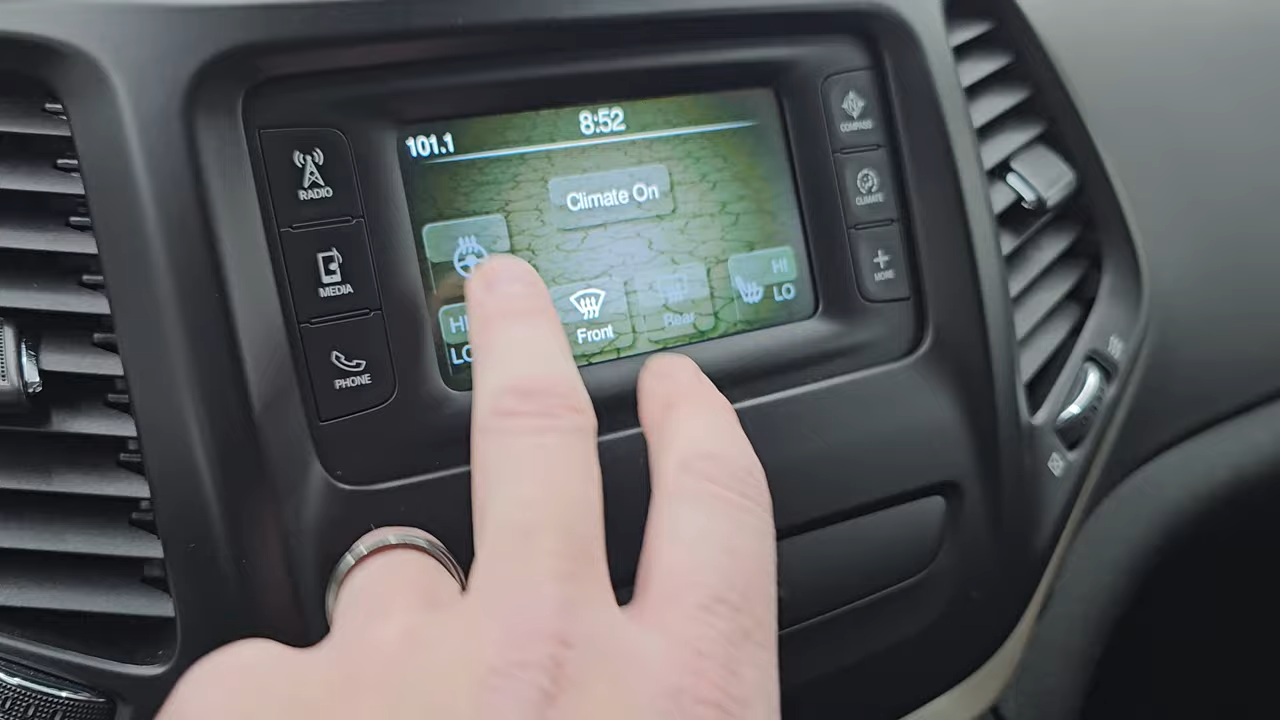 101.1
8:52
Climate On
Front
Rear
HI
LO
HI
LO
RADIO
MEDIA
PHONE
COMPASS
CLIMATE
MORE